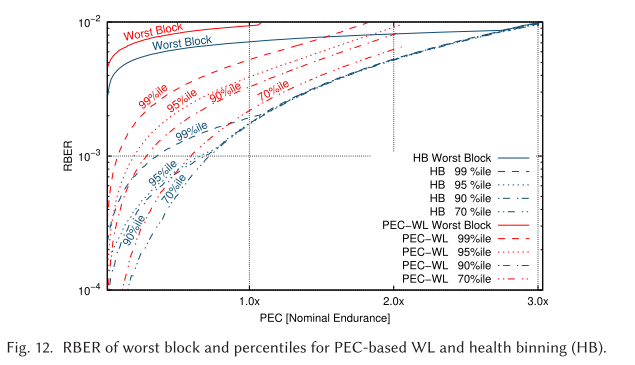 10−2
Worst Block
Worst Block
99%ile
95%ile
90%ile
70%ile
99%ile
95%ile
70%ile
90%ile
RBER
10−3
HB Worst Block
HB 99 %ile
HB 95 %ile
HB 90 %ile
HB 70 %ile
PEC−WL Worst Block
PEC−WL 99%ile
PEC−WL 95%ile
PEC−WL 90%ile
PEC−WL 70%ile
10−4
1.0x 2.0x 3.0x
PEC [Nominal Endurance]
Fig. 12. RBER of worst block and percentiles for PEC-based WL and health binning (HB).